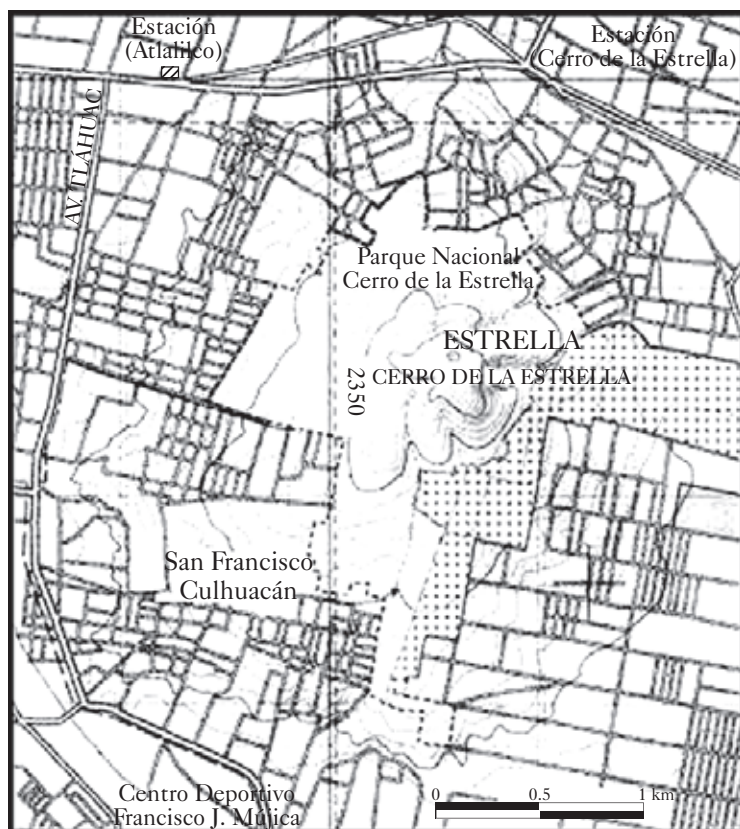 Estación
(Atlalilco)
Estación
(Cerro de la Estrella)
AV. TLÁHUAC
Parque Nacional
Cerro de la Estrella
ESTRELLA
CERRO DE LA ESTRELLA
2350
San Francisco
Culhuacán
Centro Deportivo
Francisco J. Mújica
0 0.5 1 km